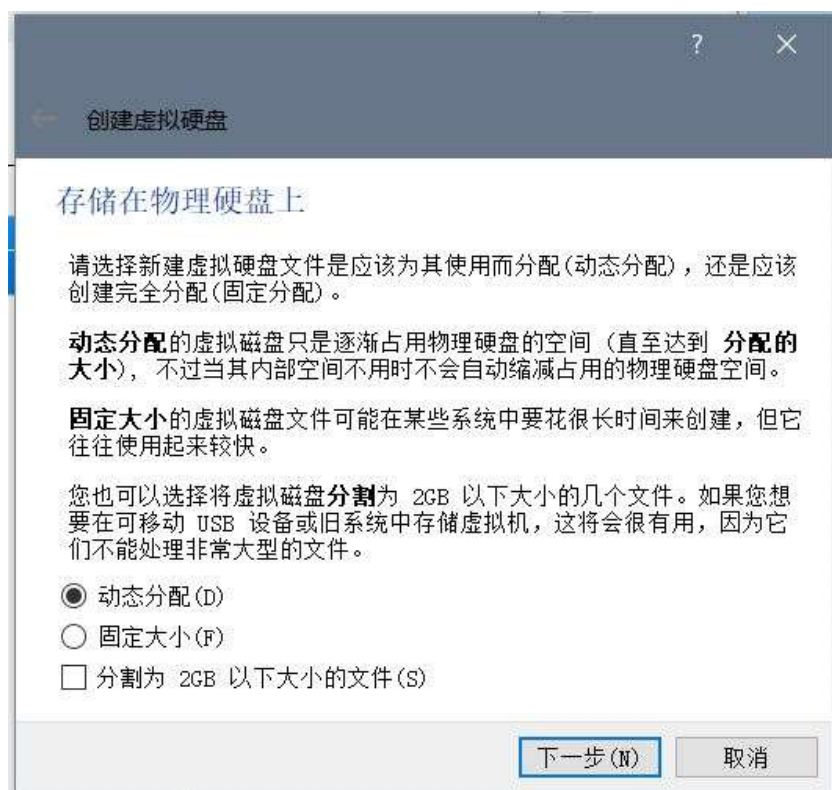 ?
创建虚拟硬盘
存储在物理硬盘上
请选择新建虚拟硬盘文件是应该为其使用而分配(动态分配)，还是应该
创建完全分配(固定分配)。
动态分配的虚拟磁盘只是逐渐占用物理硬盘的空间（直至达到 分配的
大小)，不过当其内部空间不用时不会自动缩减占用的物理硬盘空间。
固定大小的虚拟磁盘文件可能在某些系统中要花很长时间来创建，但它
往往使用起来较快。
您也可以选择将虚拟磁盘分割为 2GB 以下大小的几个文件。如果您想
要在可移动 USB 设备或旧系统中存储虚拟机，这将会很有用，因为它
们不能处理非常大型的文件。
动态分配(D)
固定大小(F)
分割为 2GB 以下大小的文件(S)
下一步(N) 取消